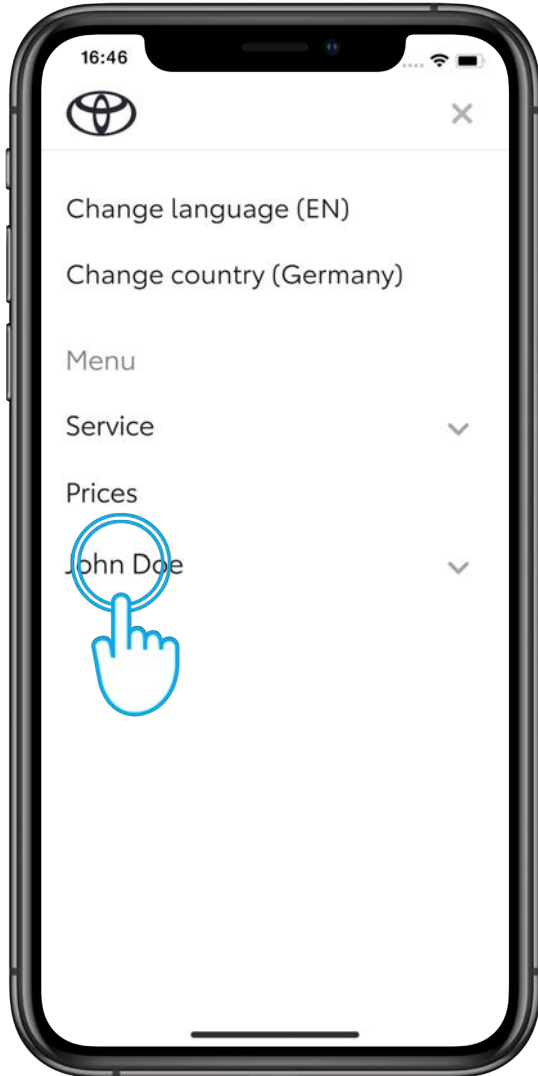 16:46
Change language (EN)
Change country (Germany)
Menu
Service
Prices
John Doe